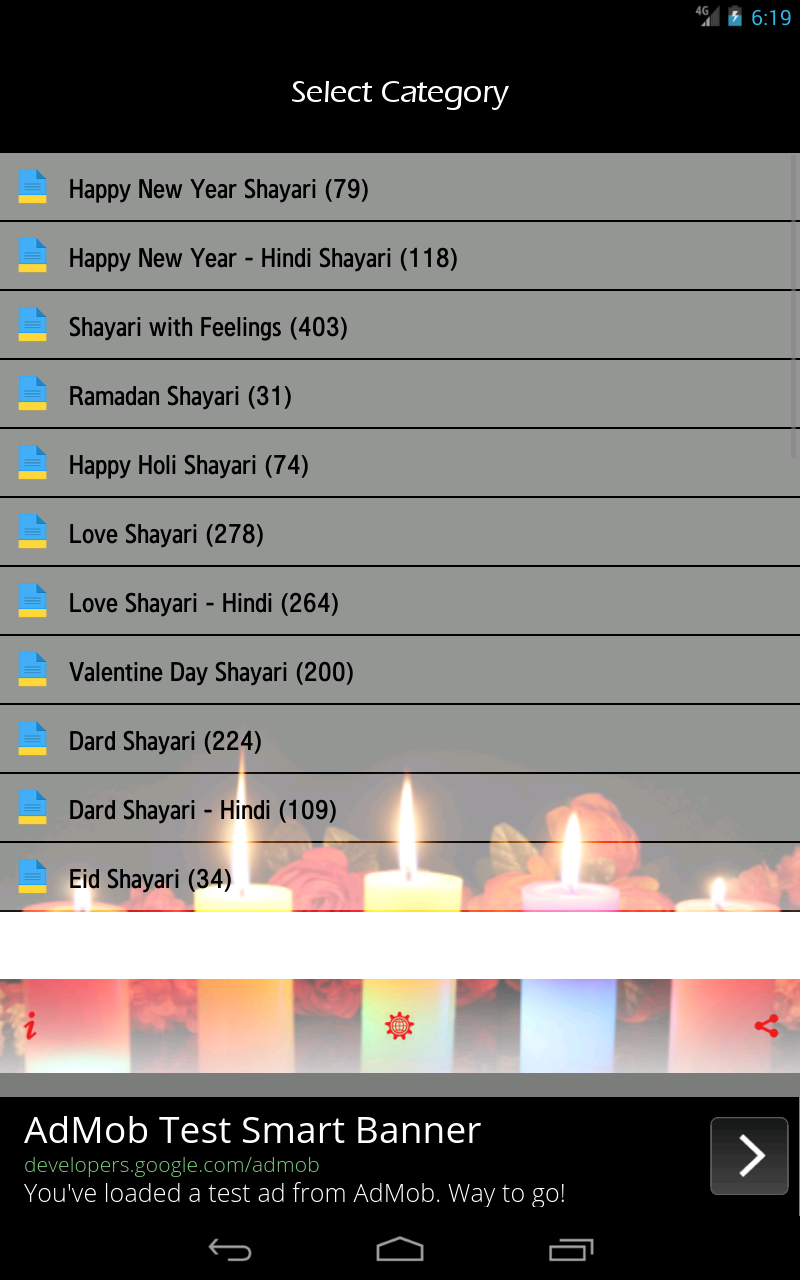 4G 6:19
Select Category
Happy New Year Shayari (79)
Happy New Year - Hindi Shayari (118)
Shayari with Feelings (403)
Ramadan Shayari (31)
Happy Holi Shayari (74)
Love Shayari (278)
Love Shayari - Hindi (264)
Valentine Day Shayari (200)
Dard Shayari (224)
Dard Shayari - Hindi (109)
Eid Shayari (34)
i
AdMob Test Smart Banner
developers.google.com/admob
You've loaded a test ad from AdMob. Way to go!